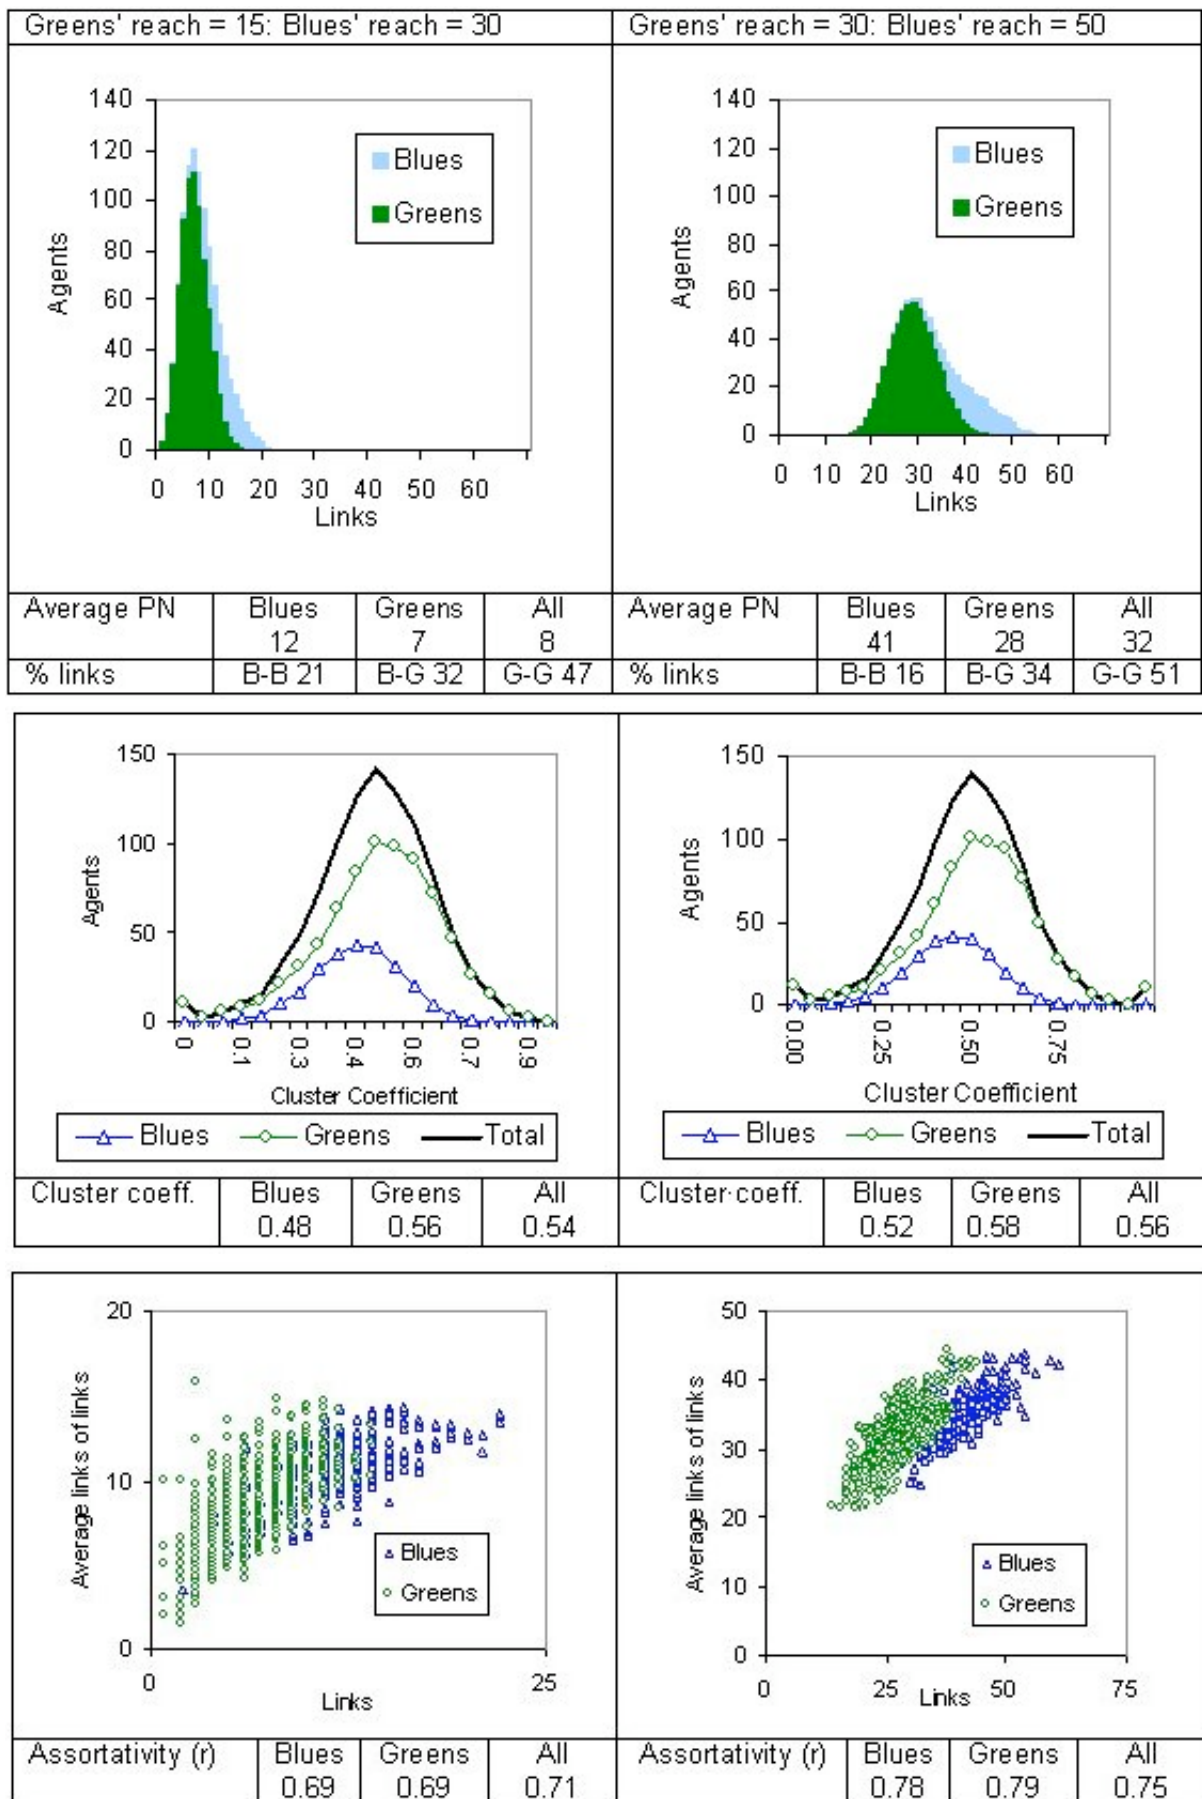 Greens' reach = 15: Blues' reach = 30
Greens' reach = 30: Blues' reach = 50
140
120
100
80
60
40
20
0
Agents
Blues
Greens
0 10 20 30 40 50 60
Links
140
120
100
80
60
40
20
0
Agents
Blues
Greens
0 10 20 30 40 50 60
Links
Average PN Blues Greens All
12 7 8
% links B-B 21 B-G 32 G-G 47
Average PN Blues Greens All
41 28 32
% links B-B 16 B-G 34 G-G 51
150
100
50
0
Agents
0 0.1 0.3 0.4 0.6 0.7 0.9
Cluster Coefficient
Blues Greens Total
150
100
50
0
Agents
0.00 0.25 0.50 0.75
Cluster Coefficient
Blues Greens Total
Cluster coeff. Blues Greens All
0.48 0.56 0.54
Cluster coeff. Blues Greens All
0.52 0.58 0.56
20
10
0
Average links of links
Blues
Greens
0 25
Links
50
40
30
20
10
0
Average links of links
Blues
Greens
0 25 50 75
Links
Assortativity (r) Blues Greens All
0.69 0.69 0.71
Assortativity (r) Blues Greens All
0.78 0.79 0.75